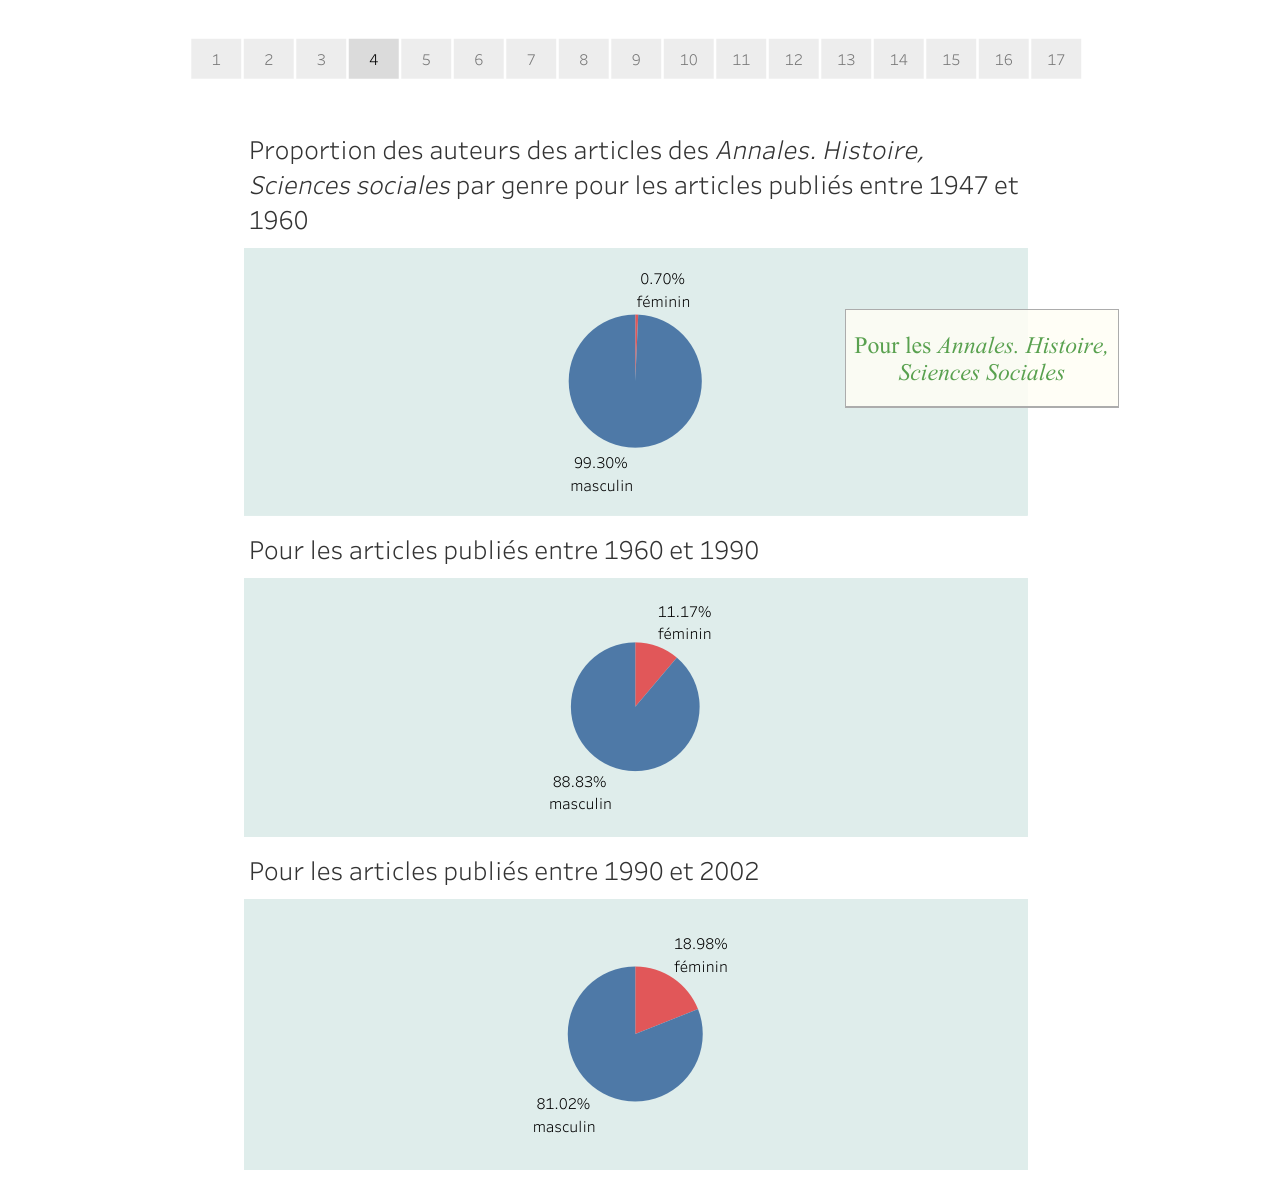 1 2 3 4 5 6 7 8 9 10 11 12 13 14 15 16 17
Proportion des auteurs des articles des Annales. Histoire,
Sciences sociales par genre pour les articles publiés entre 1947 et
1960
0.70%
féminin
Pour les Annales. Histoire,
Sciences Sociales
99.30%
masculin
Pour les articles publiés entre 1960 et 1990
11.17%
féminin
88.83%
masculin
Pour les articles publiés entre 1990 et 2002
18.98%
féminin
81.02%
masculin